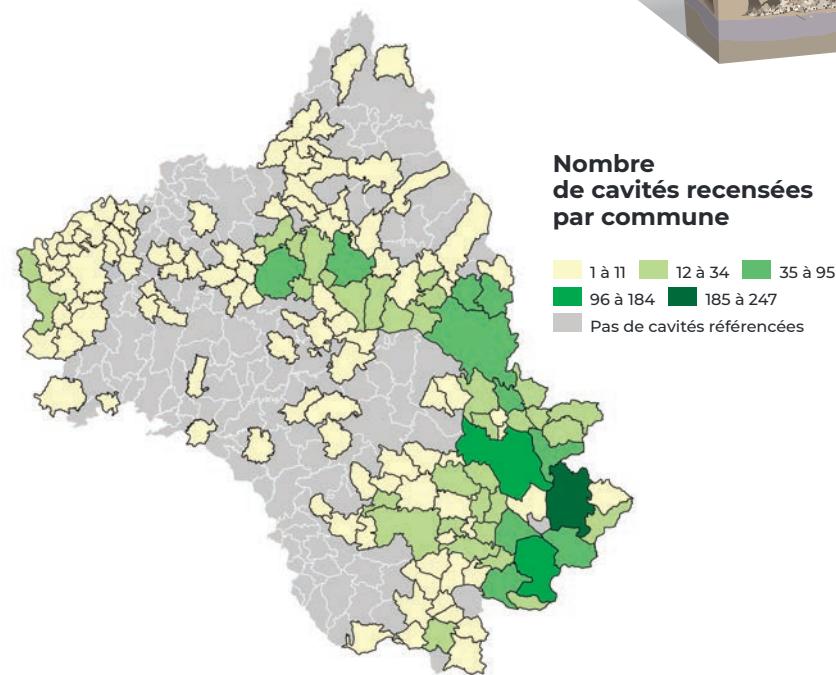 Nombre
de cavités recensées
par commune
1 à 11 12 à 34 35 à 95
96 à 184 185 à 247
Pas de cavités référencées